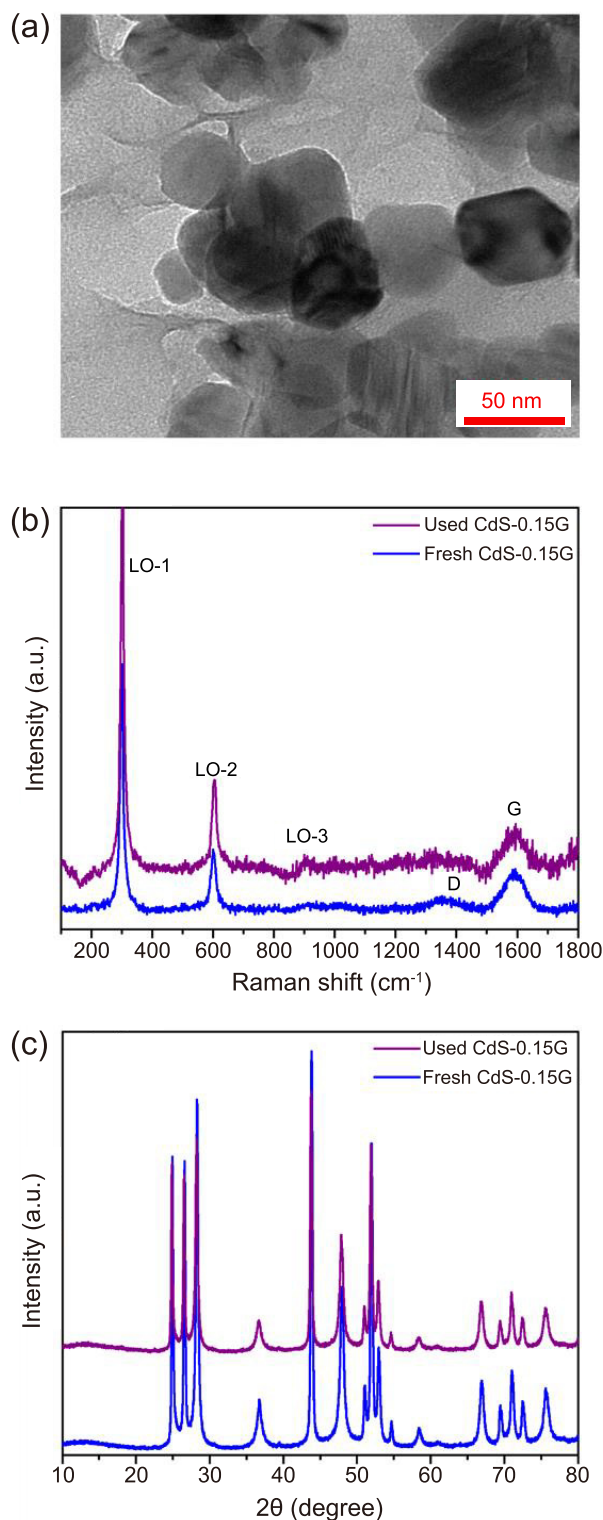 (a)
50 nm
(b)
Used CdS-0.15G
Fresh CdS-0.15G
LO-1
LO-2
LO-3
G
D
Intensity (a.u.)
200 400 600 800 1000 1200 1400 1600 1800
Raman shift (cm⁻¹)
(c)
Used CdS-0.15G
Fresh CdS-0.15G
Intensity (a.u.)
10 20 30 40 50 60 70 80
2θ (degree)